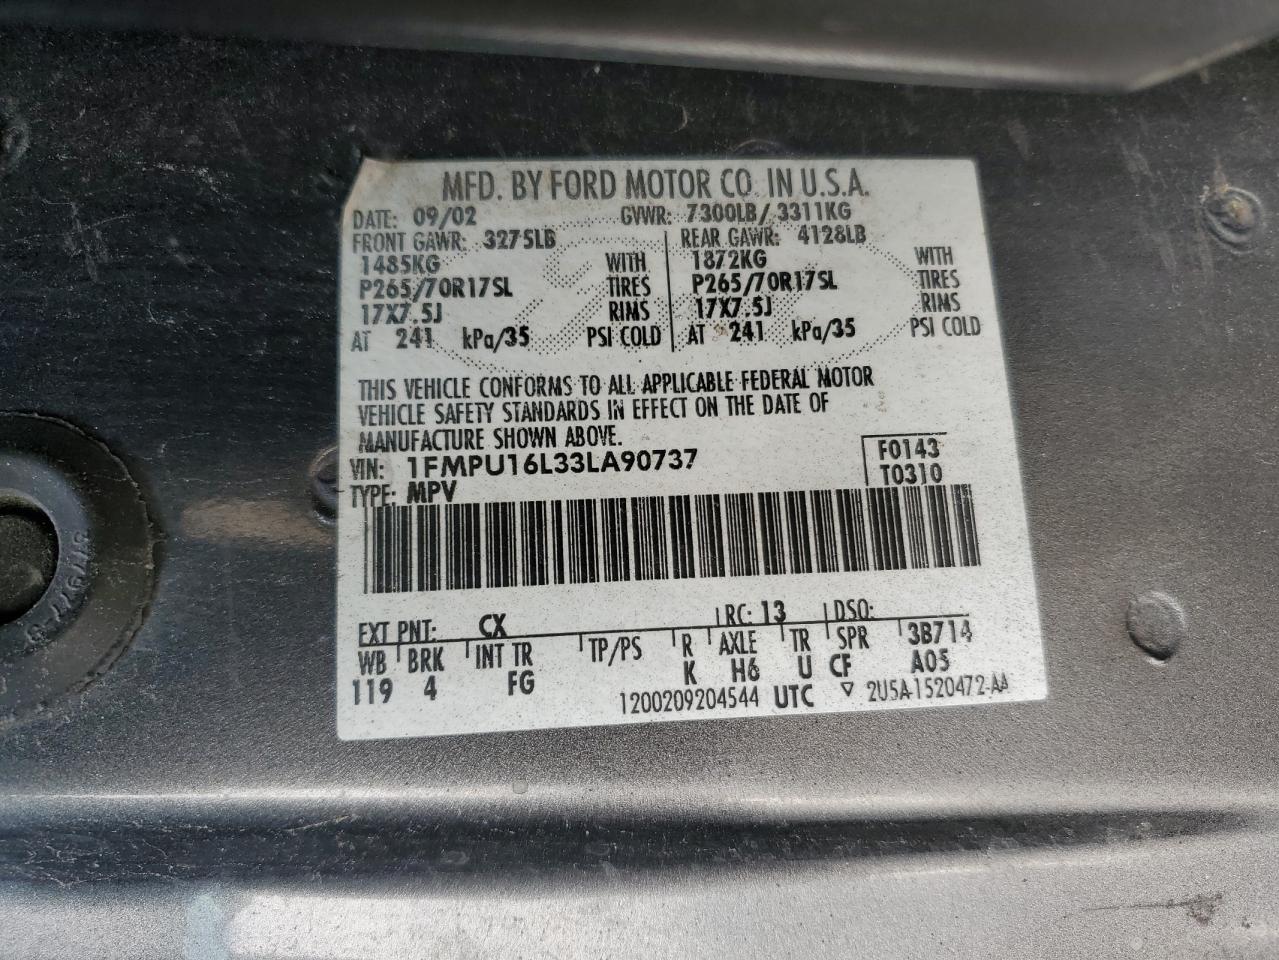 MFD. BY FORD MOTOR CO. IN U.S.A.
DATE: 09/02 GVWR: 7300LB/ 3311KG
FRONT GAWR: 3275LB REAR GAWR: 4128LB
1485KG WITH 1872KG WITH
P265/70R17SL TIRES P265/70R17SL TIRES
17X7.5J RIMS 17X7.5J RIMS
AT 241 kPa/35 PSI COLD AT 241 kPa/35 PSI COLD
THIS VEHICLE CONFORMS TO ALL APPLICABLE FEDERAL MOTOR
VEHICLE SAFETY STANDARDS IN EFFECT ON THE DATE OF
MANUFACTURE SHOWN ABOVE.
VIN: 1FMPU16L33LA90737 F0143
TYPE: MPV T0310
EXT PNT: CX RC: 13 DSO:
WB BRK INT TR TP/PS R AXLE TR SPR 3B714
119 4 FG K H6 U CF A05
1200209204544 UTC ▽ 2U5A-1520472-AA